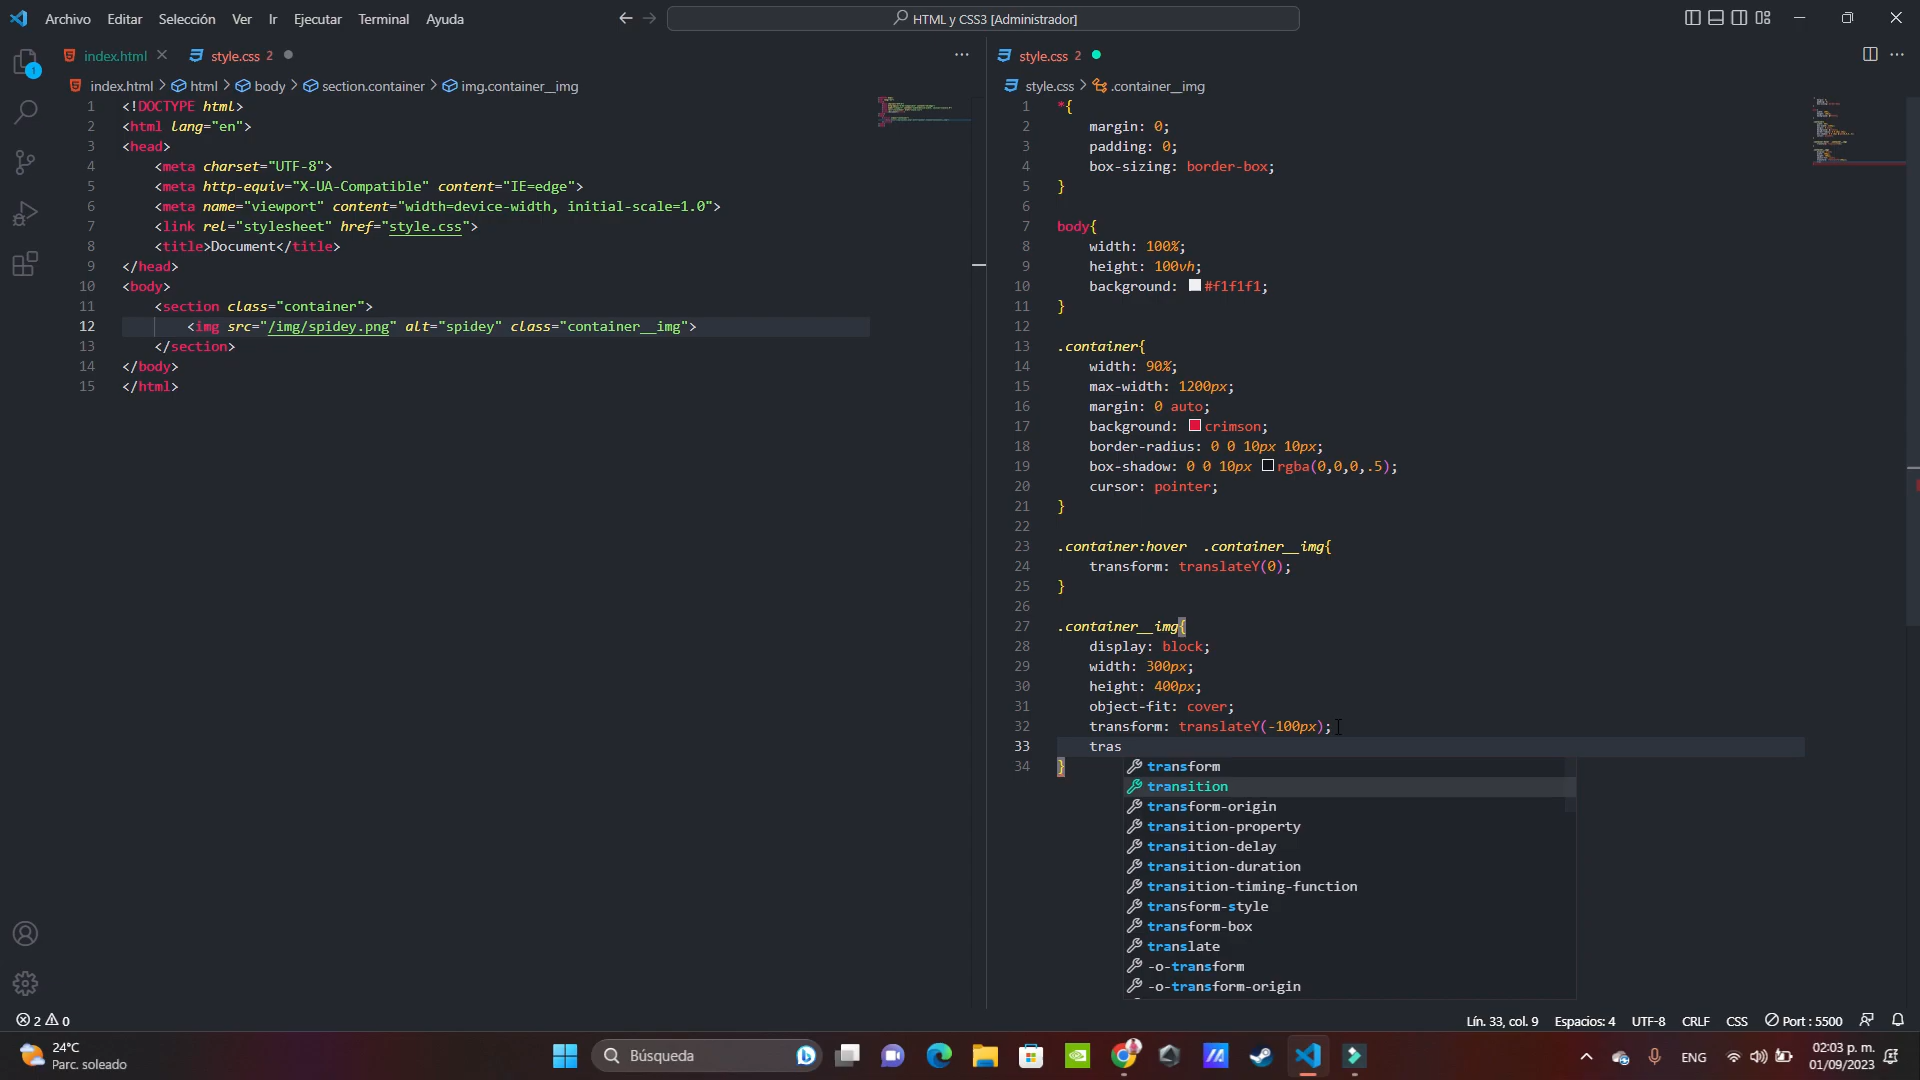 Archivo Editar Selección Ver Ir Ejecutar Terminal Ayuda
HTML y CSS3 [Administrador]
1
index.html
style.css 2
index.html > html > body > section.container > img.container__img
1 <!DOCTYPE html>
2 <html lang="en">
3 <head>
4 <meta charset="UTF-8">
5 <meta http-equiv="X-UA-Compatible" content="IE=edge">
6 <meta name="viewport" content="width=device-width, initial-scale=1.0">
7 <link rel="stylesheet" href="style.css">
8 <title>Document</title>
9 </head>
10 <body>
11 <section class="container">
12 <img src="/img/spidey.png" alt="spidey" class="container__img">
13 </section>
14 </body>
15 </html>
style.css 2
style.css > .container__img
1 *{
2 margin: 0;
3 padding: 0;
4 box-sizing: border-box;
5 }
6
7 body{
8 width: 100%;
9 height: 100vh;
10 background: #f1f1f1;
11 }
12
13 .container{
14 width: 90%;
15 max-width: 1200px;
16 margin: 0 auto;
17 background: crimson;
18 border-radius: 0 0 10px 10px;
19 box-shadow: 0 0 10px rgba(0,0,0,.5);
20 cursor: pointer;
21 }
22
23 .container:hover .container__img{
24 transform: translateY(0);
25 }
26
27 .container__img{
28 display: block;
29 width: 300px;
30 height: 400px;
31 object-fit: cover;
32 transform: translateY(-100px);
33 tras
34 }
transform
transition
transform-origin
transition-property
transition-delay
transition-duration
transition-timing-function
transform-style
transform-box
translate
-o-transform
-o-transform-origin
2 0
Lín. 33, col. 9 Espacios: 4 UTF-8 CRLF CSS Port : 5500
24°C
Parc. soleado
Búsqueda
ENG
02:03 p. m.
01/09/2023